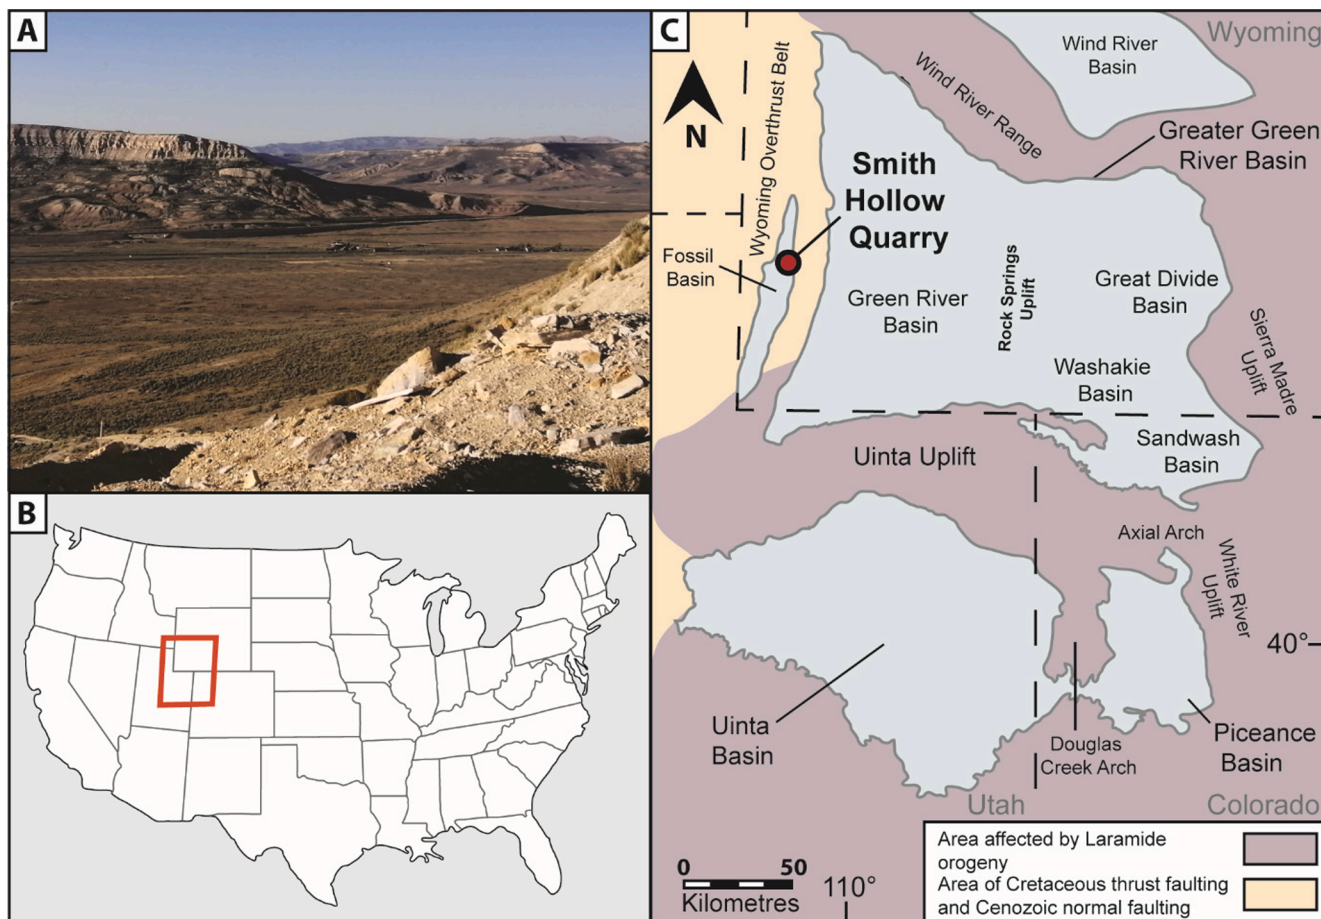 A
B
C
N
Wyoming
Wind River
Basin
Wind River Range
Wyoming Overthrust Belt
Greater Green
River Basin
Smith
Hollow
Quarry
Fossil
Basin
Green River
Basin
Rock Springs
Uplift
Great Divide
Basin
Sierra Madre
Uplift
Washakie
Basin
Sandwash
Basin
Uinta Uplift
Axial Arch
White River
Uplift
40°
Uinta
Basin
Douglas
Creek Arch
Piceance
Basin
Utah
Colorado
0 50
Kilometres
110°
Area affected by Laramide
orogeny
Area of Cretaceous thrust faulting
and Cenozoic normal faulting